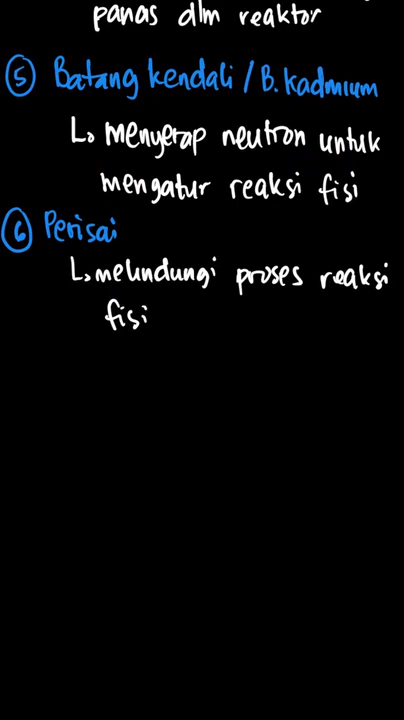 panas dlm reaktor
⑤ Batang kendali / B. Kadmium
L. menyerap neutron untuk
mengatur reaksi fisi
⑥ Perisai
L. melindungi proses reaksi
fisi